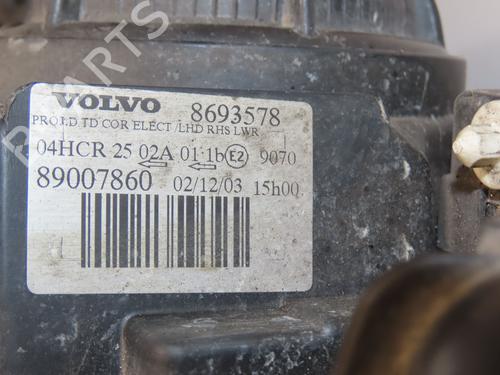 VOLVO 8693578
PROJ.D TD COR ELECT /LHD RHS LWR
04HCR 25 02A 01 1b E2 9070
89007860 02/12/03 15h00